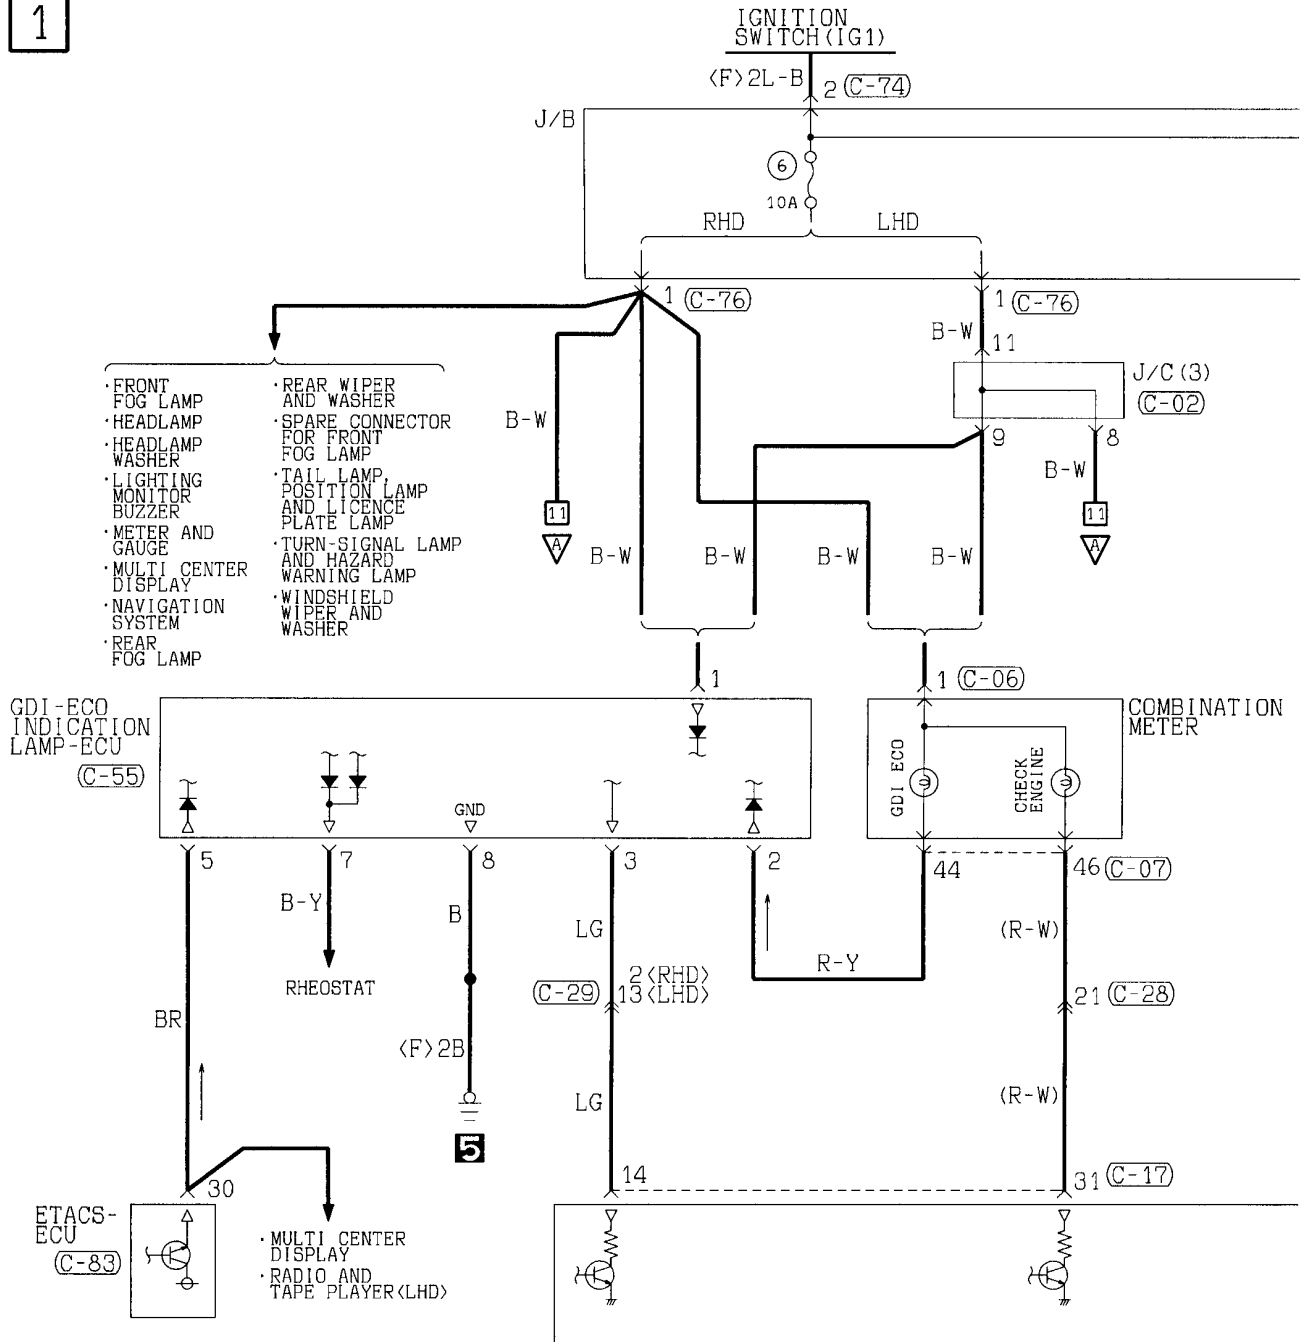 1
IGNITION
SWITCH(IG1)
<F>2L-B
2
C-74
J/B
6
10A
RHD
LHD
1
C-76
1
C-76
B-W
11
J/C(3)
C-02
·FRONT
FOG LAMP
·HEADLAMP
·HEADLAMP
WASHER
·LIGHTING
MONITOR
BUZZER
·METER AND
GAUGE
·MULTI CENTER
DISPLAY
·NAVIGATION
SYSTEM
·REAR
FOG LAMP
·REAR WIPER
AND WASHER
·SPARE CONNECTOR
FOR FRONT
FOG LAMP
·TAIL LAMP,
POSITION LAMP
AND LICENCE
PLATE LAMP
·TURN-SIGNAL LAMP
AND HAZARD
WARNING LAMP
·WINDSHIELD
WIPER AND
WASHER
B-W
9
8
B-W
11
A
11
A
B-W
B-W
B-W
B-W
1
1
C-06
GDI-ECO
INDICATION
LAMP-ECU
C-55
COMBINATION
METER
GDI ECO
CHECK
ENGINE
GND
5
7
8
3
2
44
46
C-07
B-Y
B
LG
(R-W)
R-Y
RHEOSTAT
C-29
2<RHD>
13<LHD>
21
C-28
BR
<F>2B
LG
(R-W)
5
14
31
C-17
30
ETACS-
ECU
C-83
·MULTI CENTER
DISPLAY
·RADIO AND
TAPE PLAYER<LHD>